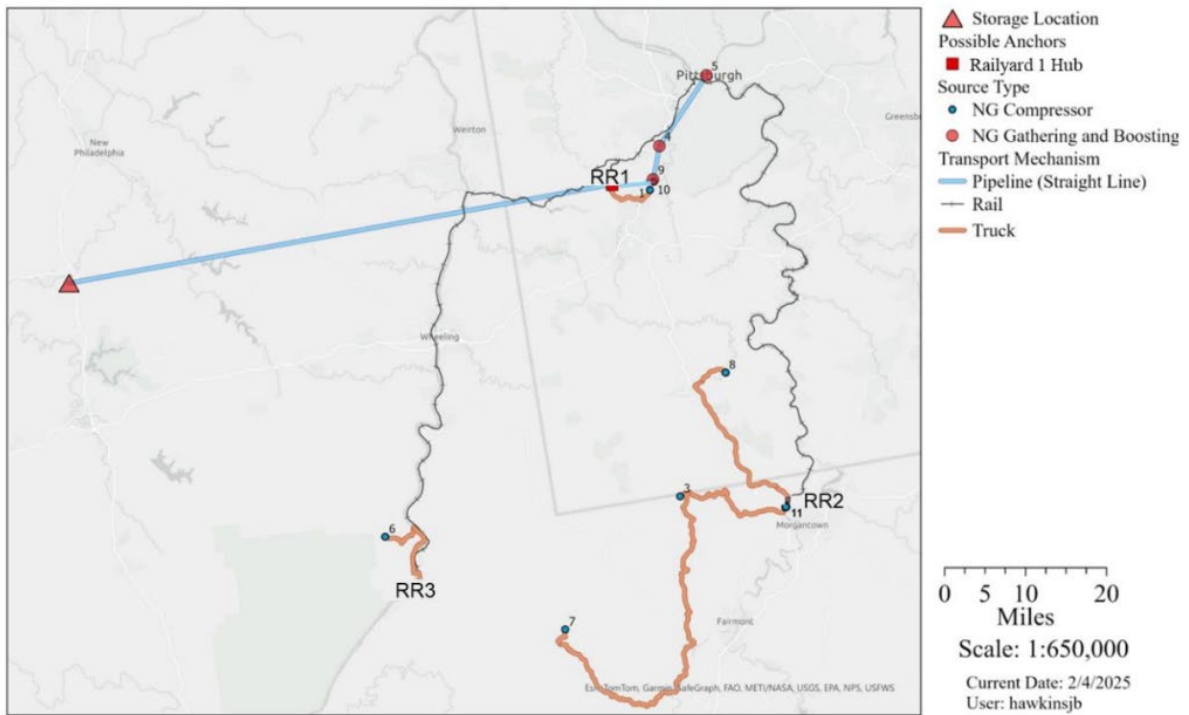 Storage Location
Possible Anchors
Railyard 1 Hub
Source Type
NG Compressor
NG Gathering and Boosting
Transport Mechanism
Pipeline (Straight Line)
Rail
Truck
5
Pittsburgh
Weirton
Greensb
New
Philadelphia
4
9
RR1
1
10
Wheeling
8
3
RR2
11
Morgantown
6
RR3
7
Fairmont
0 5 10 20
Miles
Scale: 1:650,000
Current Date: 2/4/2025
User: hawkinsjb
Esri, TomTom, Garmin, SafeGraph, FAO, METI/NASA, USGS, EPA, NPS, USFWS